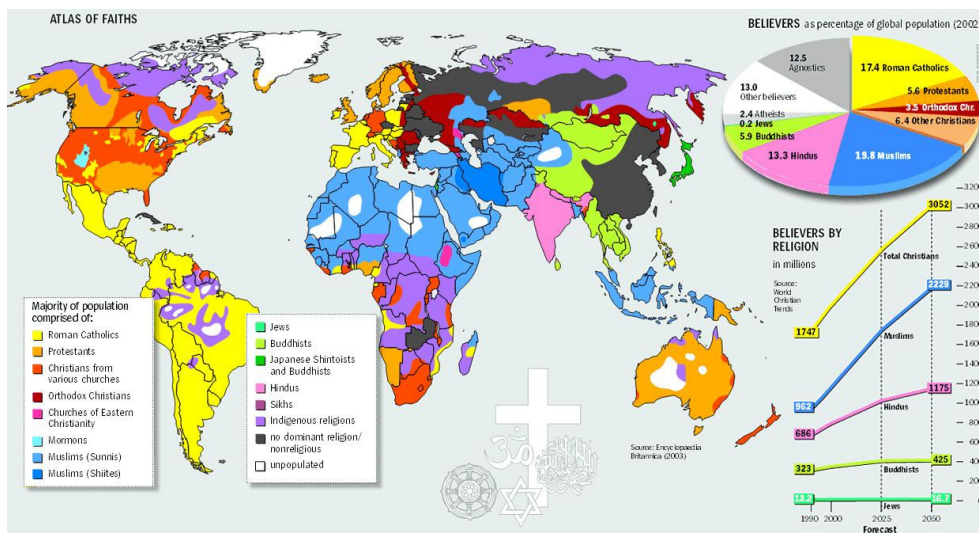 ATLAS OF FAITHS
BELIEVERS as percentage of global population (2002
12.5
Agnostics
13.0
Other believers
2.4 Atheists
0.2 Jews
5.9 Buddhists
13.3 Hindus
17.4 Roman Catholics
5.6 Protestants
3.5 Orthodox Chr.
6.4 Other Christians
19.8 Muslims
BELIEVERS BY
RELIGION
in millions
Source:
World
Christian
Trends
1747
962
686
323
13.2
3052
2229
1175
425
Total Christians
Muslims
Hindus
Buddhists
Jews
1990
2000
2025
2050
Forecast
Majority of population
comprised of:
Roman Catholics
Protestants
Christians from
various churches
Orthodox Christians
Churches of Eastern
Christianity
Mormons
Muslims (Sunnis)
Muslims (Shiites)
Jews
Buddhists
Japanese Shintoists
and Buddhists
Hindus
Sikhs
Indigenous religions
no dominant religion/
nonreligious
unpopulated
Source: Encyclopaedia
Britannica (2003)